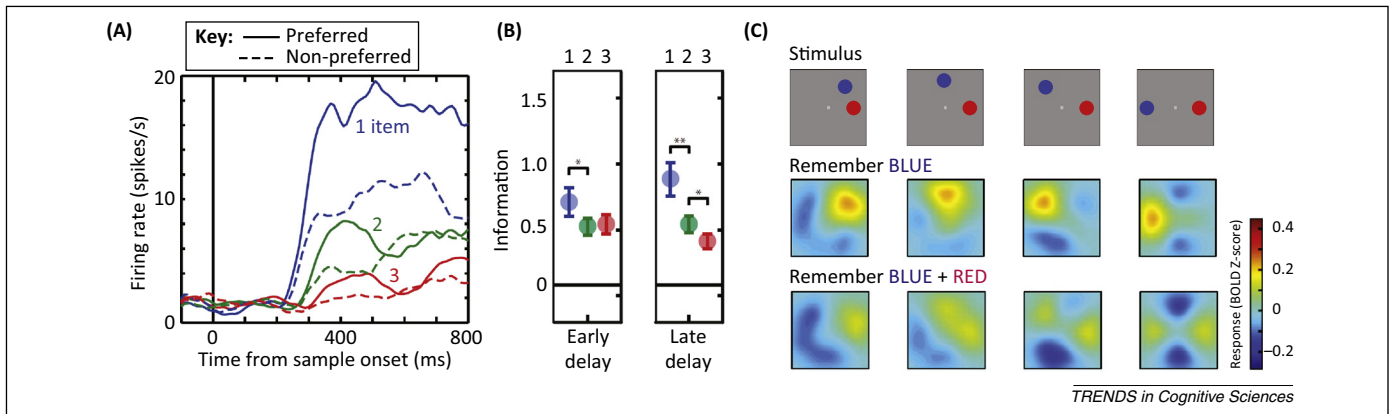 (A)
Key: Preferred
Non-preferred
20
10
0
Firing rate (spikes/s)
1 item
2
3
0 400 800
Time from sample onset (ms)
(B)
1 2 3 1 2 3
1.5
1.0
0.5
0
Information
* ** *
Early delay
Late delay
(C)
Stimulus
Remember BLUE
Remember BLUE + RED
0.4
0.2
0
–0.2
Response (BOLD Z-score)
TRENDS in Cognitive Sciences